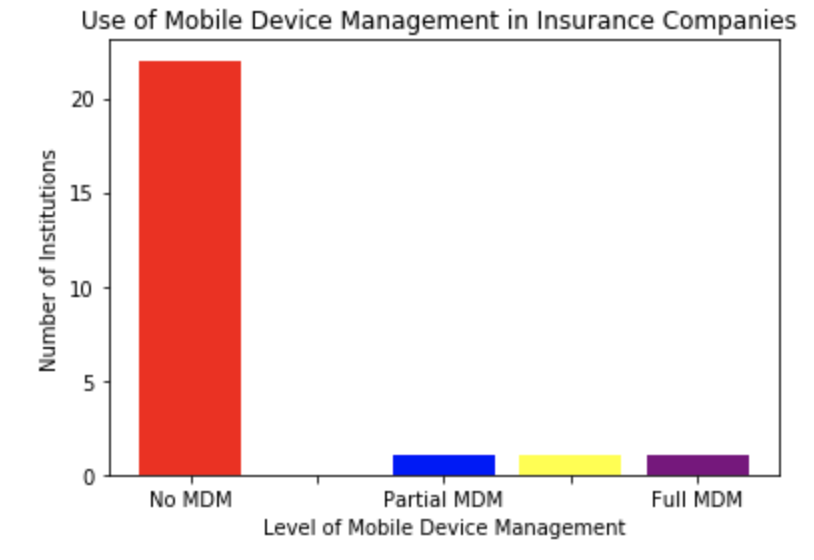 Use of Mobile Device Management in Insurance Companies
Number of Institutions
20
15
10
5
0
No MDM Partial MDM Full MDM
Level of Mobile Device Management